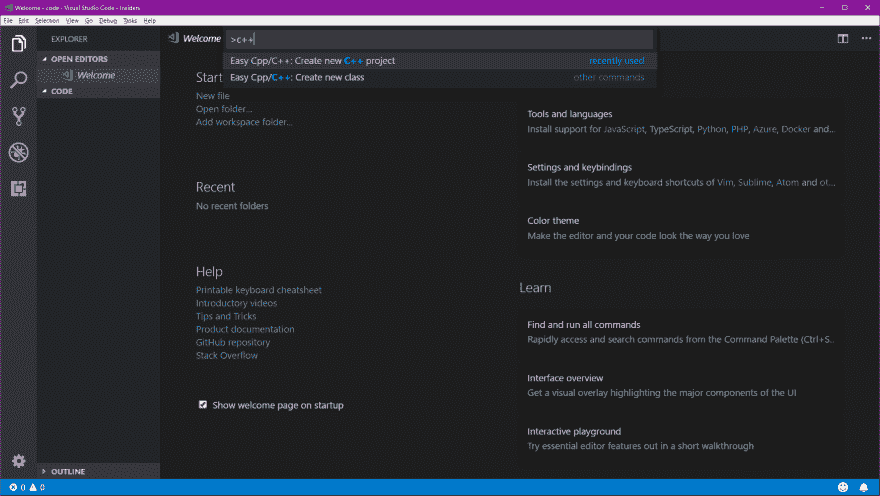 Welcome - code - Visual Studio Code - Insiders
File Edit Selection View Go Debug Tasks Help
EXPLORER
Welcome
>c++
OPEN EDITORS
Welcome
CODE
Easy Cpp/C++: Create new C++ project recently used
Easy Cpp/C++: Create new class other commands
Start
New file
Open folder...
Add workspace folder...
Recent
No recent folders
Help
Printable keyboard cheatsheet
Introductory videos
Tips and Tricks
Product documentation
GitHub repository
Stack Overflow
Show welcome page on startup
Tools and languages
Install support for JavaScript, TypeScript, Python, PHP, Azure, Docker and...
Settings and keybindings
Install the settings and keyboard shortcuts of Vim, Sublime, Atom and ot...
Color theme
Make the editor and your code look the way you love
Learn
Find and run all commands
Rapidly access and search commands from the Command Palette (Ctrl+S..
Interface overview
Get a visual overlay highlighting the major components of the UI
Interactive playground
Try essential editor features out in a short walkthrough
OUTLINE
0 0